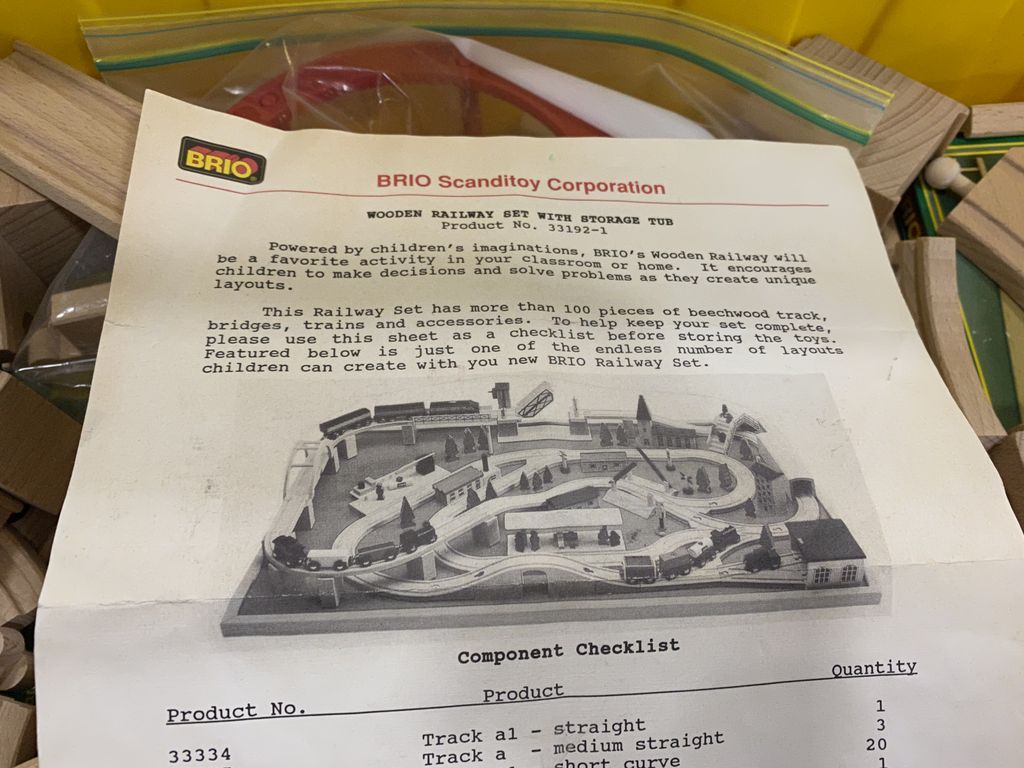 BRIO
BRIO Scanditoy Corporation
WOODEN RAILWAY SET WITH STORAGE TUB
Product No. 33192-1
Powered by children's imaginations, BRIO's Wooden Railway will
be a favorite activity in your classroom or home. It encourages
children to make decisions and solve problems as they create unique
layouts.
This Railway Set has more than 100 pieces of beechwood track,
bridges, trains and accessories. To help keep your set complete,
please use this sheet as a checklist before storing the toys.
Featured below is just one of the endless number of layouts
children can create with you new BRIO Railway Set.
Component Checklist
Product No. Product Quantity
33334 Track a1 - straight 1
Track a - medium straight 3
short curve 20
1